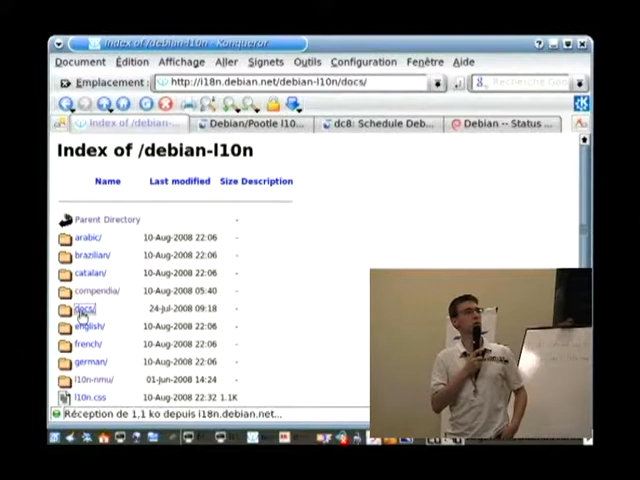 Index of /debian-l10n - Konqueror
Document Édition Affichage Aller Signets Outils Configuration Fenêtre Aide
Emplacement: http://i18n.debian.net/debian-l10n/docs/ Recherche Goo
Index of /debian-... Debian/Pootle l10... dc8: Schedule Deb... Debian -- Status ...
Index of /debian-l10n
Name Last modified Size Description
Parent Directory -
arabic/ 10-Aug-2008 22:06 -
brazilian/ 10-Aug-2008 22:06 -
catalan/ 10-Aug-2008 22:06 -
compendia/ 10-Aug-2008 05:40 -
docs/ 24-Jul-2008 09:18 -
english/ 10-Aug-2008 22:06 -
french/ 10-Aug-2008 22:06 -
german/ 10-Aug-2008 22:06 -
l10n-nmu/ 01-Jun-2008 14:24 -
l10n.css 10-Aug-2008 22:32 1.1K
Réception de 1,1 ko depuis i18n.debian.net...